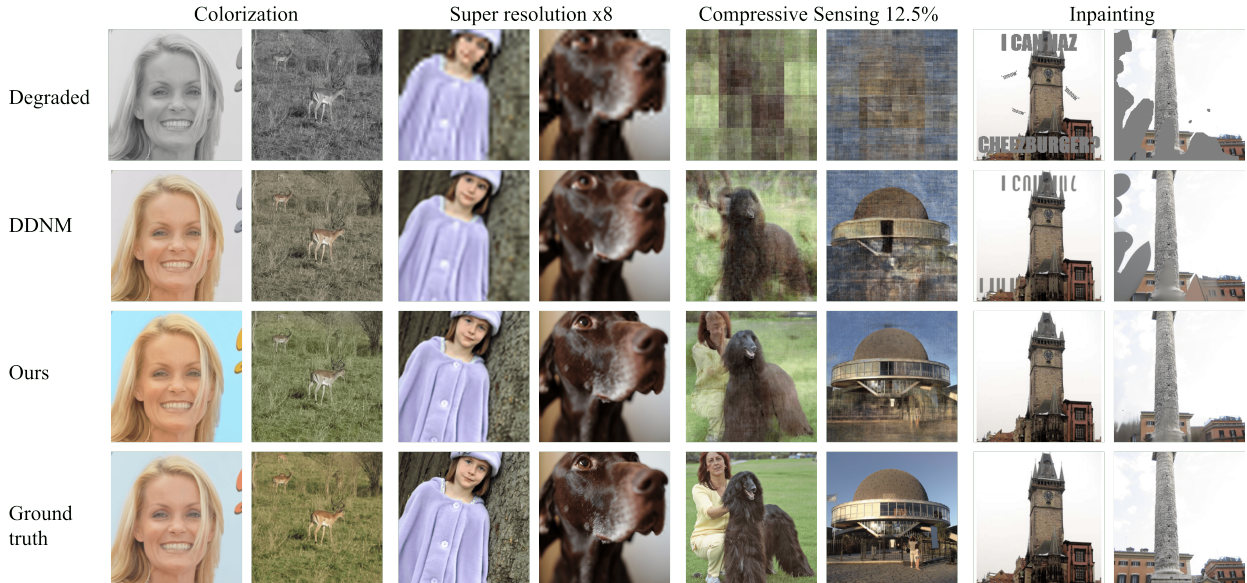 Colorization
Super resolution x8
Compressive Sensing 12.5%
Inpainting
Degraded
I CAN HAZ
CHEEZBURGER?
DDNM
Ours
Ground
truth